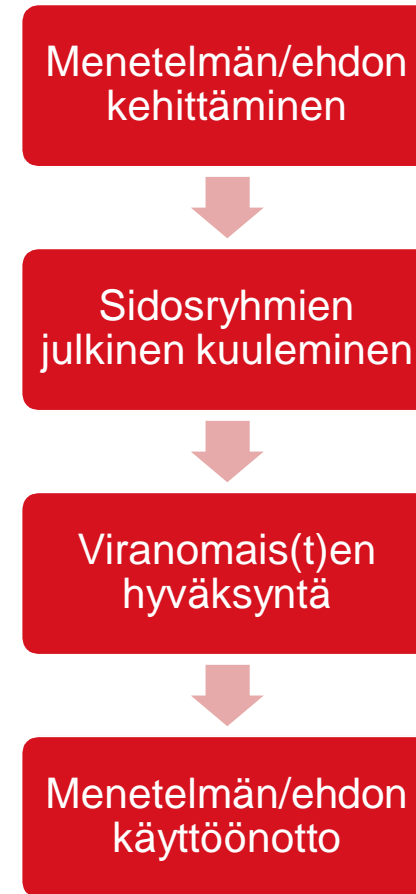 Menetelmän/ehdon
kehittäminen
Sidosryhmien
julkinen kuuleminen
Viranomais(t)en
hyväksyntä
Menetelmän/ehdon
käyttöönotto